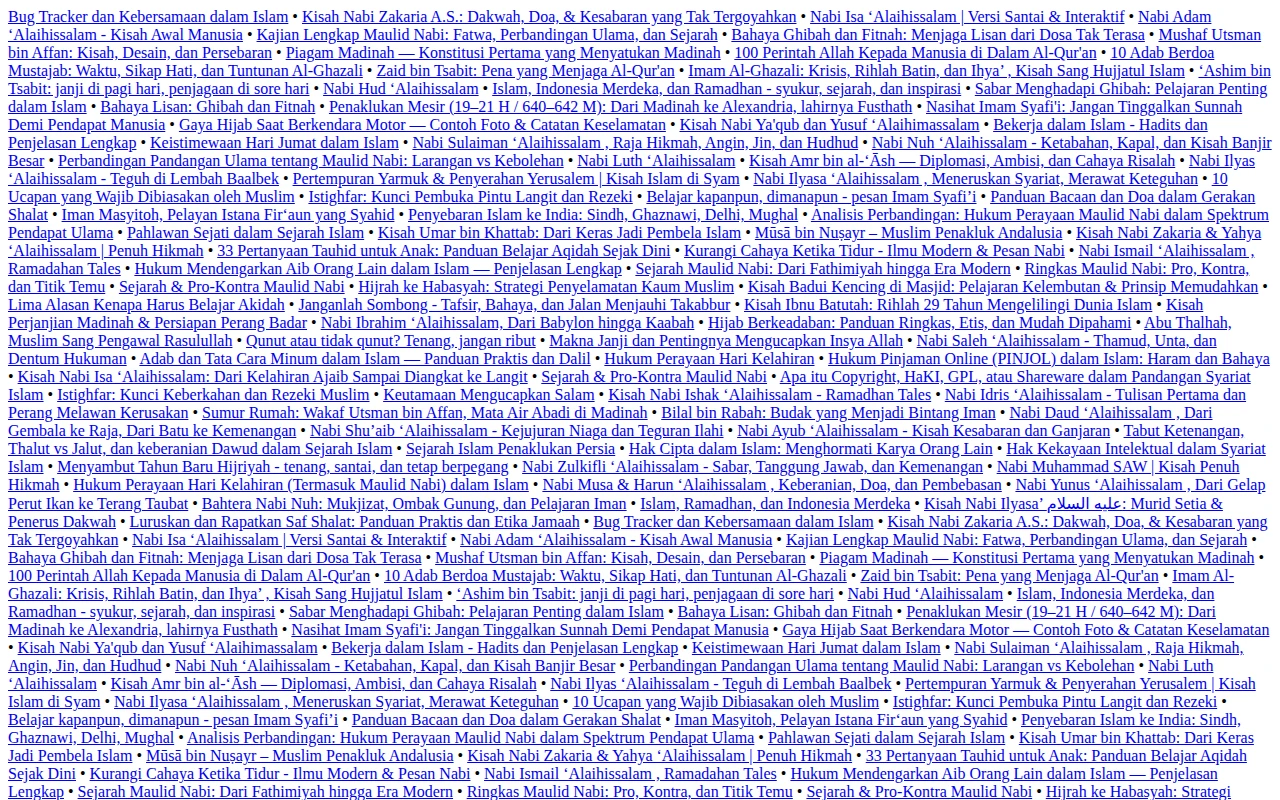 Bug Tracker dan Kebersamaan dalam Islam • Kisah Nabi Zakaria A.S.: Dakwah, Doa, & Kesabaran yang Tak Tergoyahkan • Nabi Isa ‘Alaihissalam | Versi Santai & Interaktif • Nabi Adam
‘Alaihissalam - Kisah Awal Manusia • Kajian Lengkap Maulid Nabi: Fatwa, Perbandingan Ulama, dan Sejarah • Bahaya Ghibah dan Fitnah: Menjaga Lisan dari Dosa Tak Terasa • Mushaf Utsman
bin Affan: Kisah, Desain, dan Persebaran • Piagam Madinah — Konstitusi Pertama yang Menyatukan Madinah • 100 Perintah Allah Kepada Manusia di Dalam Al-Qur'an • 10 Adab Berdoa
Mustajab: Waktu, Sikap Hati, dan Tuntunan Al-Ghazali • Zaid bin Tsabit: Pena yang Menjaga Al-Qur'an • Imam Al-Ghazali: Krisis, Rihlah Batin, dan Ihya’ , Kisah Sang Hujjatul Islam • ‘Ashim bin
Tsabit: janji di pagi hari, penjagaan di sore hari • Nabi Hud ‘Alaihissalam • Islam, Indonesia Merdeka, dan Ramadhan - syukur, sejarah, dan inspirasi • Sabar Menghadapi Ghibah: Pelajaran Penting
dalam Islam • Bahaya Lisan: Ghibah dan Fitnah • Penaklukan Mesir (19–21 H / 640–642 M): Dari Madinah ke Alexandria, lahirnya Fusthath • Nasihat Imam Syafi'i: Jangan Tinggalkan Sunnah
Demi Pendapat Manusia • Gaya Hijab Saat Berkendara Motor — Contoh Foto & Catatan Keselamatan • Kisah Nabi Ya'qub dan Yusuf ‘Alaihimassalam • Bekerja dalam Islam - Hadits dan
Penjelasan Lengkap • Keistimewaan Hari Jumat dalam Islam • Nabi Sulaiman ‘Alaihissalam , Raja Hikmah, Angin, Jin, dan Hudhud • Nabi Nuh ‘Alaihissalam - Ketabahan, Kapal, dan Kisah Banjir
Besar • Perbandingan Pandangan Ulama tentang Maulid Nabi: Larangan vs Kebolehan • Nabi Luth ‘Alaihissalam • Kisah Amr bin al-‘Āsh — Diplomasi, Ambisi, dan Cahaya Risalah • Nabi Ilyas
‘Alaihissalam - Teguh di Lembah Baalbek • Pertempuran Yarmuk & Penyerahan Yerusalem | Kisah Islam di Syam • Nabi Ilyasa ‘Alaihissalam , Meneruskan Syariat, Merawat Keteguhan • 10
Ucapan yang Wajib Dibiasakan oleh Muslim • Istighfar: Kunci Pembuka Pintu Langit dan Rezeki • Belajar kapanpun, dimanapun - pesan Imam Syafi’i • Panduan Bacaan dan Doa dalam Gerakan
Shalat • Iman Masyitoh, Pelayan Istana Fir‘aun yang Syahid • Penyebaran Islam ke India: Sindh, Ghaznawi, Delhi, Mughal • Analisis Perbandingan: Hukum Perayaan Maulid Nabi dalam Spektrum
Pendapat Ulama • Pahlawan Sejati dalam Sejarah Islam • Kisah Umar bin Khattab: Dari Keras Jadi Pembela Islam • Mūsā bin Nuṣayr – Muslim Penakluk Andalusia • Kisah Nabi Zakaria & Yahya
‘Alaihissalam | Penuh Hikmah • 33 Pertanyaan Tauhid untuk Anak: Panduan Belajar Aqidah Sejak Dini • Kurangi Cahaya Ketika Tidur - Ilmu Modern & Pesan Nabi • Nabi Ismail ‘Alaihissalam ,
Ramadahan Tales • Hukum Mendengarkan Aib Orang Lain dalam Islam — Penjelasan Lengkap • Sejarah Maulid Nabi: Dari Fathimiyah hingga Era Modern • Ringkas Maulid Nabi: Pro, Kontra,
dan Titik Temu • Sejarah & Pro-Kontra Maulid Nabi • Hijrah ke Habasyah: Strategi Penyelamatan Kaum Muslim • Kisah Badui Kencing di Masjid: Pelajaran Kelembutan & Prinsip Memudahkan •
Lima Alasan Kenapa Harus Belajar Akidah • Janganlah Sombong - Tafsir, Bahaya, dan Jalan Menjauhi Takabbur • Kisah Ibnu Batutah: Rihlah 29 Tahun Mengelilingi Dunia Islam • Kisah
Perjanjian Madinah & Persiapan Perang Badar • Nabi Ibrahim ‘Alaihissalam, Dari Babylon hingga Kaabah • Hijab Berkeadaban: Panduan Ringkas, Etis, dan Mudah Dipahami • Abu Thalhah,
Muslim Sang Pengawal Rasulullah • Qunut atau tidak qunut? Tenang, jangan ribut • Makna Janji dan Pentingnya Mengucapkan Insya Allah • Nabi Saleh ‘Alaihissalam - Thamud, Unta, dan
Dentum Hukuman • Adab dan Tata Cara Minum dalam Islam — Panduan Praktis dan Dalil • Hukum Perayaan Hari Kelahiran • Hukum Pinjaman Online (PINJOL) dalam Islam: Haram dan Bahaya
• Kisah Nabi Isa ‘Alaihissalam: Dari Kelahiran Ajaib Sampai Diangkat ke Langit • Sejarah & Pro-Kontra Maulid Nabi • Apa itu Copyright, HaKI, GPL, atau Shareware dalam Pandangan Syariat
Islam • Istighfar: Kunci Keberkahan dan Rezeki Muslim • Keutamaan Mengucapkan Salam • Kisah Nabi Ishak ‘Alaihissalam - Ramadhan Tales • Nabi Idris ‘Alaihissalam - Tulisan Pertama dan
Perang Melawan Kerusakan • Sumur Rumah: Wakaf Utsman bin Affan, Mata Air Abadi di Madinah • Bilal bin Rabah: Budak yang Menjadi Bintang Iman • Nabi Daud ‘Alaihissalam , Dari
Gembala ke Raja, Dari Batu ke Kemenangan • Nabi Shu’aib ‘Alaihissalam - Kejujuran Niaga dan Teguran Ilahi • Nabi Ayub ‘Alaihissalam - Kisah Kesabaran dan Ganjaran • Tabut Ketenangan,
Thalut vs Jalut, dan keberanian Dawud dalam Sejarah Islam • Sejarah Islam Penaklukan Persia • Hak Cipta dalam Islam: Menghormati Karya Orang Lain • Hak Kekayaan Intelektual dalam Syariat
Islam • Menyambut Tahun Baru Hijriyah - tenang, santai, dan tetap berpegang • Nabi Zulkifli ‘Alaihissalam - Sabar, Tanggung Jawab, dan Kemenangan • Nabi Muhammad SAW | Kisah Penuh
Hikmah • Hukum Perayaan Hari Kelahiran (Termasuk Maulid Nabi) dalam Islam • Nabi Musa & Harun ‘Alaihissalam , Keberanian, Doa, dan Pembebasan • Nabi Yunus ‘Alaihissalam , Dari Gelap
Perut Ikan ke Terang Taubat • Bahtera Nabi Nuh: Mukjizat, Ombak Gunung, dan Pelajaran Iman • Islam, Ramadhan, dan Indonesia Merdeka • Kisah Nabi Ilyasa’ عليه السلام: Murid Setia &
Penerus Dakwah • Luruskan dan Rapatkan Saf Shalat: Panduan Praktis dan Etika Jamaah • Bug Tracker dan Kebersamaan dalam Islam • Kisah Nabi Zakaria A.S.: Dakwah, Doa, & Kesabaran yang
Tak Tergoyahkan • Nabi Isa ‘Alaihissalam | Versi Santai & Interaktif • Nabi Adam ‘Alaihissalam - Kisah Awal Manusia • Kajian Lengkap Maulid Nabi: Fatwa, Perbandingan Ulama, dan Sejarah •
Bahaya Ghibah dan Fitnah: Menjaga Lisan dari Dosa Tak Terasa • Mushaf Utsman bin Affan: Kisah, Desain, dan Persebaran • Piagam Madinah — Konstitusi Pertama yang Menyatukan Madinah •
100 Perintah Allah Kepada Manusia di Dalam Al-Qur'an • 10 Adab Berdoa Mustajab: Waktu, Sikap Hati, dan Tuntunan Al-Ghazali • Zaid bin Tsabit: Pena yang Menjaga Al-Qur'an • Imam Al-
Ghazali: Krisis, Rihlah Batin, dan Ihya’ , Kisah Sang Hujjatul Islam • ‘Ashim bin Tsabit: janji di pagi hari, penjagaan di sore hari • Nabi Hud ‘Alaihissalam • Islam, Indonesia Merdeka, dan
Ramadhan - syukur, sejarah, dan inspirasi • Sabar Menghadapi Ghibah: Pelajaran Penting dalam Islam • Bahaya Lisan: Ghibah dan Fitnah • Penaklukan Mesir (19–21 H / 640–642 M): Dari
Madinah ke Alexandria, lahirnya Fusthath • Nasihat Imam Syafi'i: Jangan Tinggalkan Sunnah Demi Pendapat Manusia • Gaya Hijab Saat Berkendara Motor — Contoh Foto & Catatan Keselamatan
• Kisah Nabi Ya'qub dan Yusuf ‘Alaihimassalam • Bekerja dalam Islam - Hadits dan Penjelasan Lengkap • Keistimewaan Hari Jumat dalam Islam • Nabi Sulaiman ‘Alaihissalam , Raja Hikmah,
Angin, Jin, dan Hudhud • Nabi Nuh ‘Alaihissalam - Ketabahan, Kapal, dan Kisah Banjir Besar • Perbandingan Pandangan Ulama tentang Maulid Nabi: Larangan vs Kebolehan • Nabi Luth
‘Alaihissalam • Kisah Amr bin al-‘Āsh — Diplomasi, Ambisi, dan Cahaya Risalah • Nabi Ilyas ‘Alaihissalam - Teguh di Lembah Baalbek • Pertempuran Yarmuk & Penyerahan Yerusalem | Kisah
Islam di Syam • Nabi Ilyasa ‘Alaihissalam , Meneruskan Syariat, Merawat Keteguhan • 10 Ucapan yang Wajib Dibiasakan oleh Muslim • Istighfar: Kunci Pembuka Pintu Langit dan Rezeki •
Belajar kapanpun, dimanapun - pesan Imam Syafi’i • Panduan Bacaan dan Doa dalam Gerakan Shalat • Iman Masyitoh, Pelayan Istana Fir‘aun yang Syahid • Penyebaran Islam ke India: Sindh,
Ghaznawi, Delhi, Mughal • Analisis Perbandingan: Hukum Perayaan Maulid Nabi dalam Spektrum Pendapat Ulama • Pahlawan Sejati dalam Sejarah Islam • Kisah Umar bin Khattab: Dari Keras
Jadi Pembela Islam • Mūsā bin Nuṣayr – Muslim Penakluk Andalusia • Kisah Nabi Zakaria & Yahya ‘Alaihissalam | Penuh Hikmah • 33 Pertanyaan Tauhid untuk Anak: Panduan Belajar Aqidah
Sejak Dini • Kurangi Cahaya Ketika Tidur - Ilmu Modern & Pesan Nabi • Nabi Ismail ‘Alaihissalam , Ramadahan Tales • Hukum Mendengarkan Aib Orang Lain dalam Islam — Penjelasan
Lengkap • Sejarah Maulid Nabi: Dari Fathimiyah hingga Era Modern • Ringkas Maulid Nabi: Pro, Kontra, dan Titik Temu • Sejarah & Pro-Kontra Maulid Nabi • Hijrah ke Habasyah: Strategi